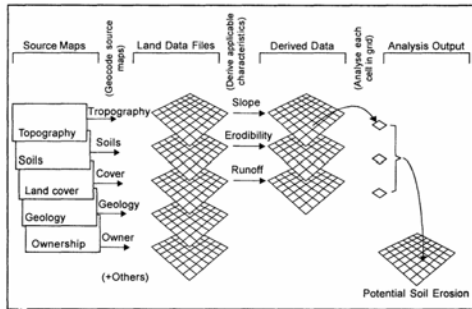 Source Maps
(Geocode source
maps)
Land Data Files
(Derive applicable
characteristics)
Derived Data
(Analyse each
cell in grd)
Analysis Output
Topography
Soils
Land cover
Geology
Ownership
Tropography
Soils
Cover
Geology
Owner
(+Others)
Slope
Erodibility
Runoff
Potential Soil Erosion